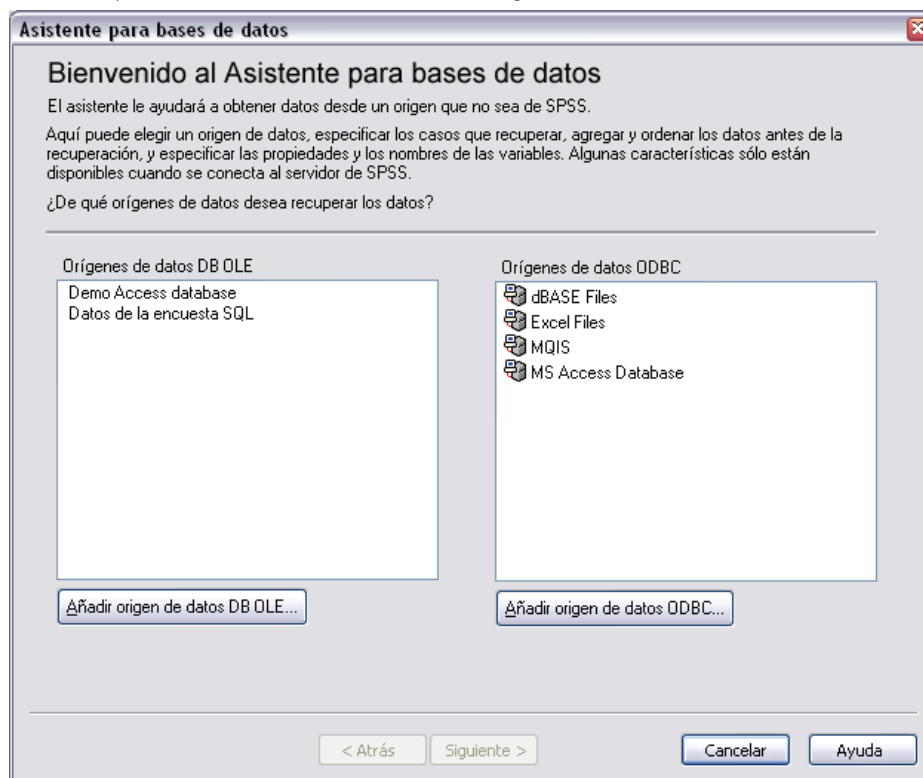 Asistente para bases de datos
Bienvenido al Asistente para bases de datos
El asistente le ayudará a obtener datos desde un origen que no sea de SPSS.
Aquí puede elegir un origen de datos, especificar los casos que recuperar, agregar y ordenar los datos antes de la
recuperación, y especificar las propiedades y los nombres de las variables. Algunas características sólo están
disponibles cuando se conecta al servidor de SPSS.
¿De qué orígenes de datos desea recuperar los datos?
Orígenes de datos DB OLE
Demo Access database
Datos de la encuesta SQL
Añadir origen de datos DB OLE...
Orígenes de datos ODBC
dBASE Files
Excel Files
MQIS
MS Access Database
Añadir origen de datos ODBC...
< Atrás Siguiente > Cancelar Ayuda